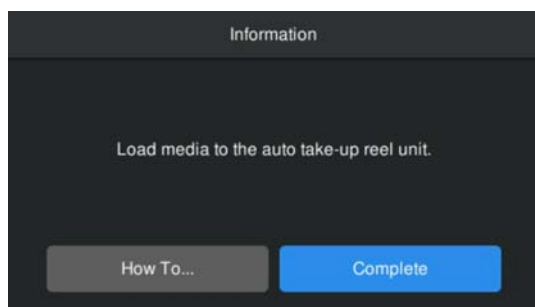 Information
Load media to the auto take-up reel unit.
How To...
Complete